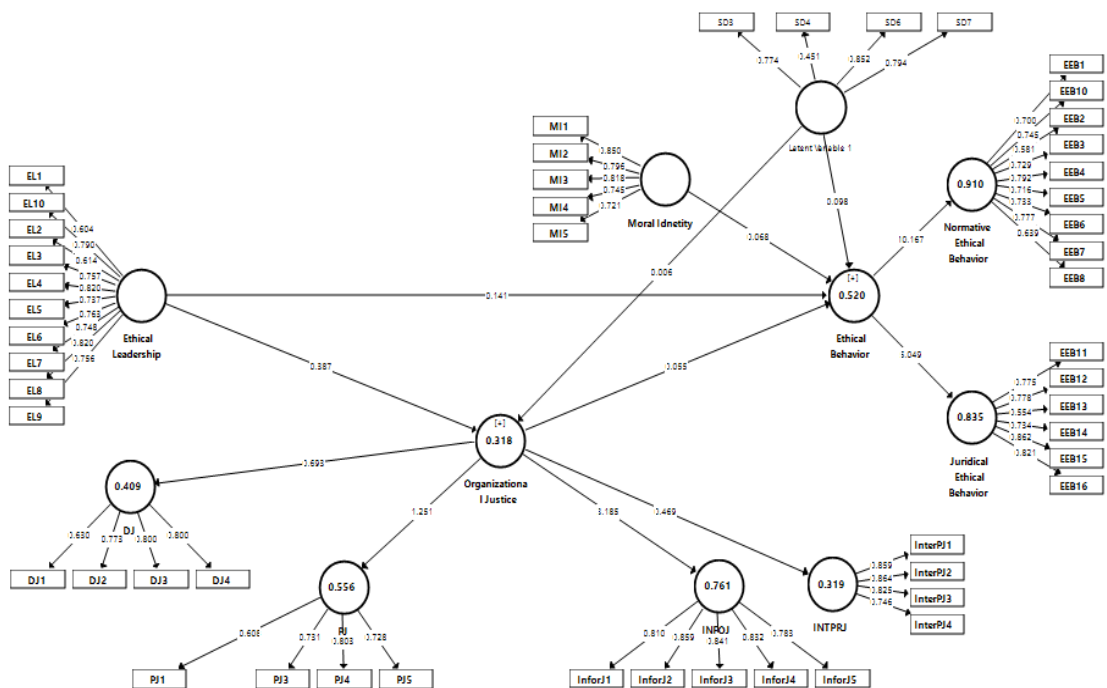 SD3
SD4
SD6
SD7
0.774
0.451
0.852
0.794
Latent Variable 1
MI1
MI2
MI3
MI4
MI5
0.850
0.796
0.818
0.745
0.721
Moral Idnetity
EEB1
EEB10
EEB2
EEB3
EEB4
EEB5
EEB6
EEB7
EEB8
0.700
0.745
0.581
0.729
0.792
0.716
0.733
0.777
0.639
0.910
Normative
Ethical
Behavior
EL1
EL10
EL2
EL3
EL4
EL5
EL6
EL7
EL8
EL9
0.604
0.790
0.614
0.757
0.820
0.737
0.763
0.748
0.820
0.756
Ethical
Leadership
0.098
0.068
0.006
0.141
0.387
0.055
10.167
[+]
0.520
Ethical
Behavior
EEB11
EEB12
EEB13
EEB14
EEB15
EEB16
0.775
0.778
0.554
0.734
0.862
0.821
0.835
Juridical
Ethical
Behavior
[+]
0.318
Organizationa
l Justice
0.693
1.251
0.469
0.409
DJ
0.630
0.773
0.800
0.800
DJ1
DJ2
DJ3
DJ4
0.556
PJ
0.608
0.731
0.803
0.728
PJ1
PJ3
PJ4
PJ5
0.761
INFOJ
0.810
0.859
0.841
0.832
0.783
InforJ1
InforJ2
InforJ3
InforJ4
InforJ5
0.319
INTPRJ
0.859
0.864
0.825
0.746
InterPJ1
InterPJ2
InterPJ3
InterPJ4